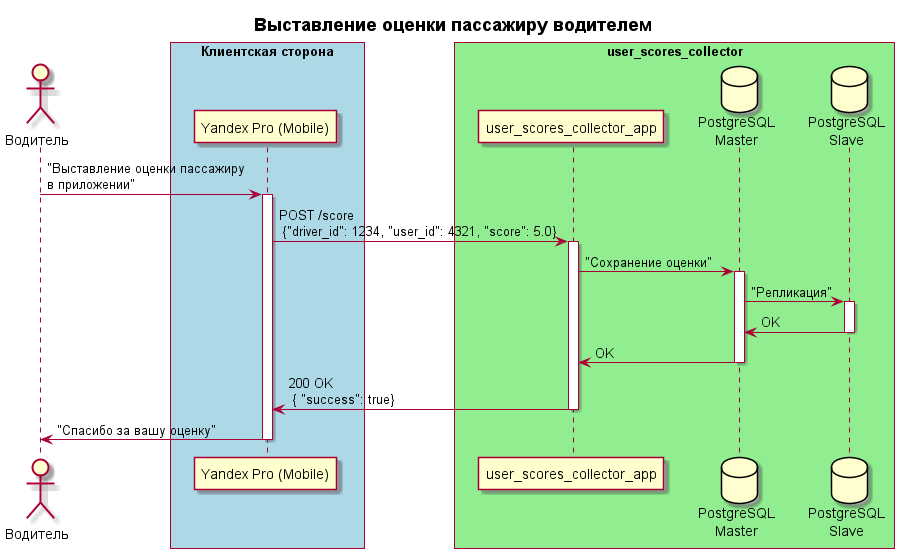 Выставление оценки пассажиру водителем
Клиентская сторона
user_scores_collector
Водитель
Yandex Pro (Mobile)
user_scores_collector_app
PostgreSQL
Master
PostgreSQL
Slave
"Выставление оценки пассажиру
в приложении"
POST /score
{"driver_id": 1234, "user_id": 4321, "score": 5.0}
"Сохранение оценки"
"Репликация"
OK
OK
200 OK
{ "success": true}
"Спасибо за вашу оценку"
Водитель
Yandex Pro (Mobile)
user_scores_collector_app
PostgreSQL
Master
PostgreSQL
Slave